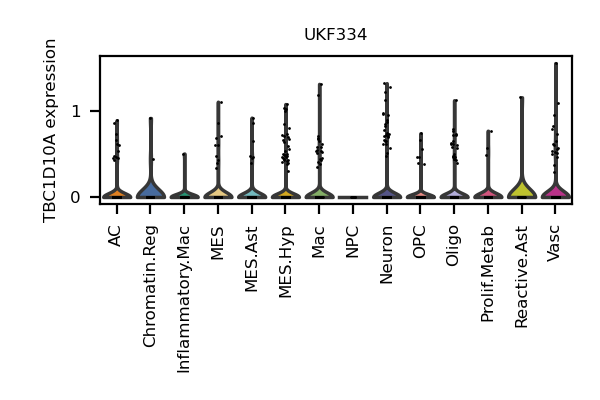 UKF334
TBC1D10A expression
1
0
AC
Chromatin.Reg
Inflammatory.Mac
MES
MES.Ast
MES.Hyp
Mac
NPC
Neuron
OPC
Oligo
Prolif.Metab
Reactive.Ast
Vasc